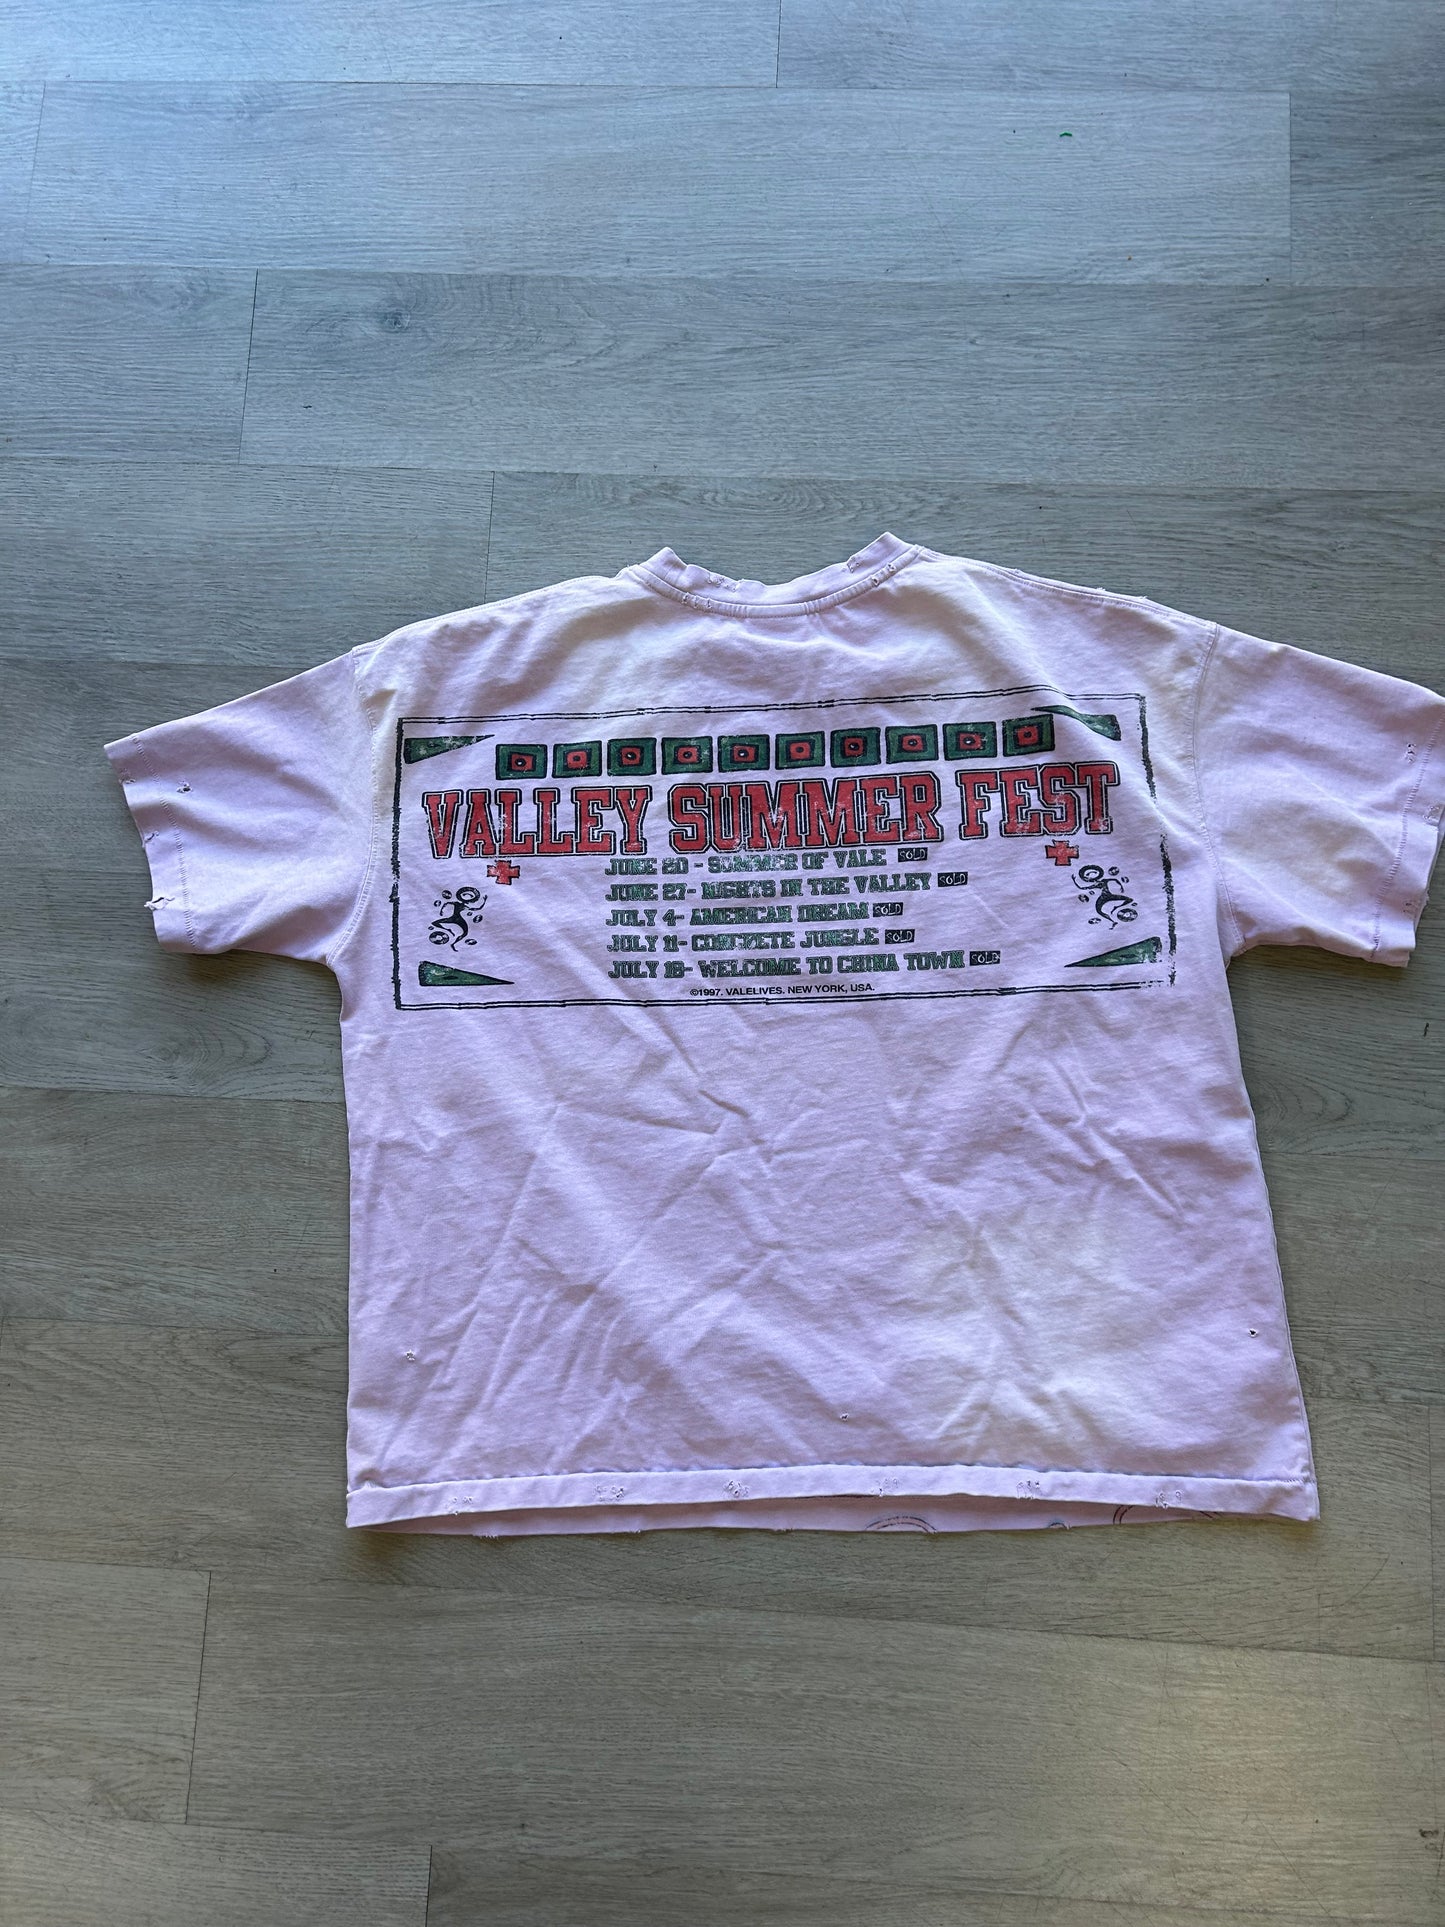 VALLEY SUMMER FEST
JUNE 20 - SUMMER OF VALE SOLD
JUNE 27- NIGHTS IN THE VALLEY SOLD
JULY 4- AMERICAN DREAM SOLD
JULY 11- CONCRETE JUNGLE SOLD
JULY 18- WELCOME TO CHINA TOWN SOLD
©1997. VALELIVES. NEW YORK, USA.